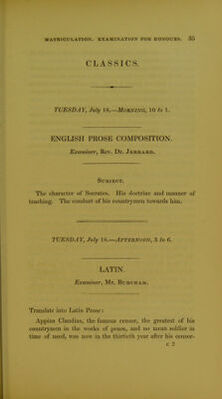 MATRICULATION. EXAMINATION FOR HONOURS. 35
CLASSICS.
TUESDAY, July 18.—MORNING, 10 to 1.
ENGLISH PROSE COMPOSITION.
Examiner, Rev. Dr. JERRARD.
SUBJECT.
The character of Socrates. His doctrine and manner of
teaching. The conduct of his countrymen towards him.
TUESDAY, July 18.—AFTERNOON, 3 to 6.
LATIN.
Examiner, Mr. BURCHAM.
Translate into Latin Prose:
Appius Claudius, the famous censor, the greatest of his
countrymen in the works of peace, and no mean soldier in
time of need, was now in the thirtieth year after his censor-
c 2